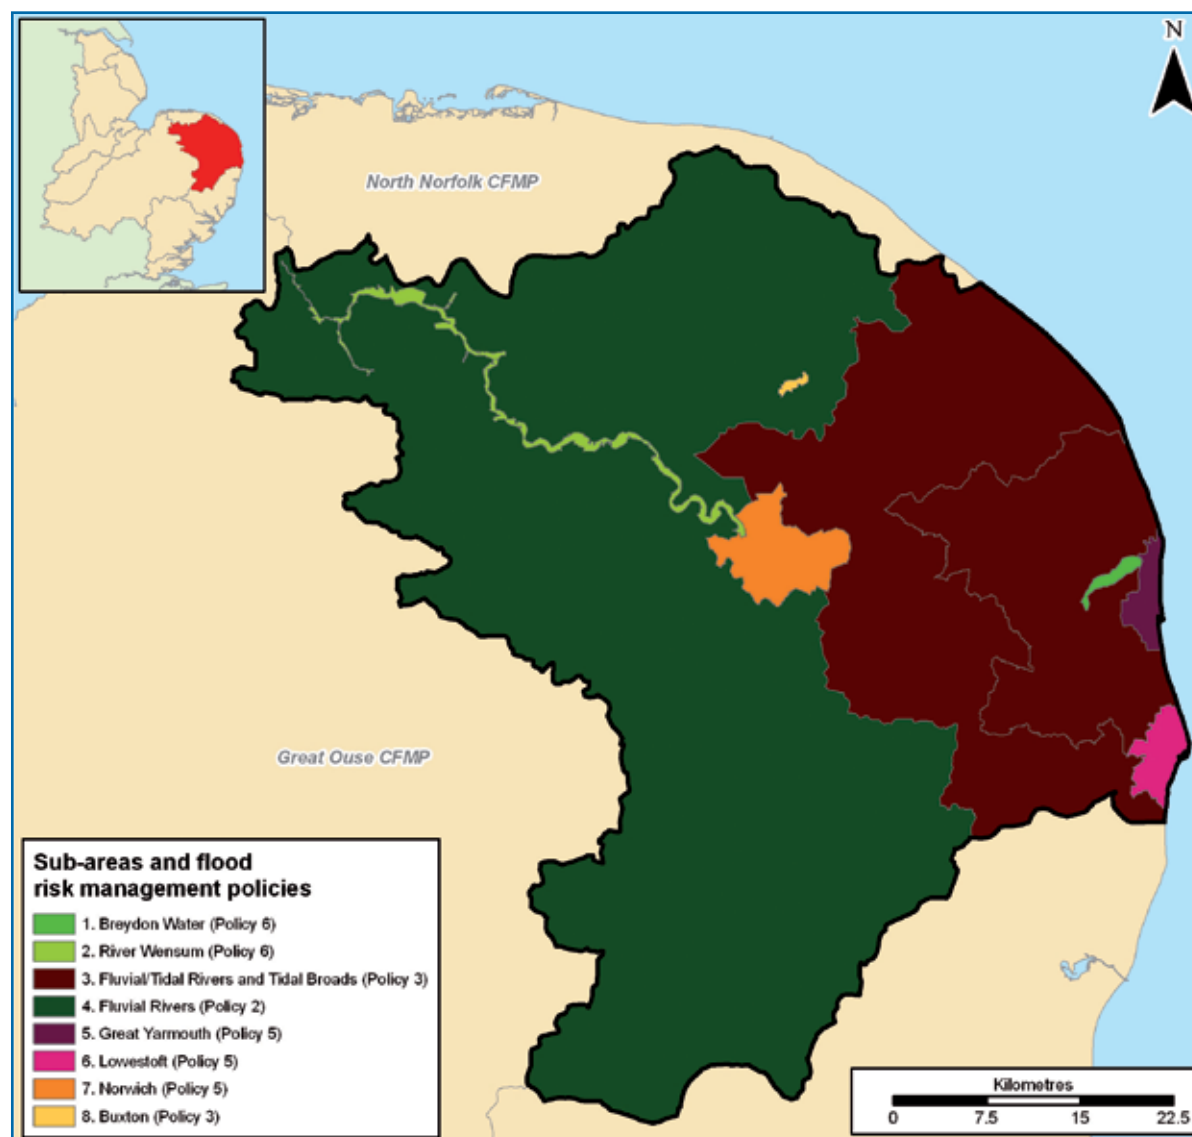 N
North Norfolk CFMP
Great Ouse CFMP
Sub-areas and flood
risk management policies
1. Breydon Water (Policy 6)
2. River Wensum (Policy 6)
3. Fluvial/Tidal Rivers and Tidal Broads (Policy 3)
4. Fluvial Rivers (Policy 2)
5. Great Yarmouth (Policy 5)
6. Lowestoft (Policy 5)
7. Norwich (Policy 5)
8. Buxton (Policy 3)
Kilometres
0 7.5 15 22.5